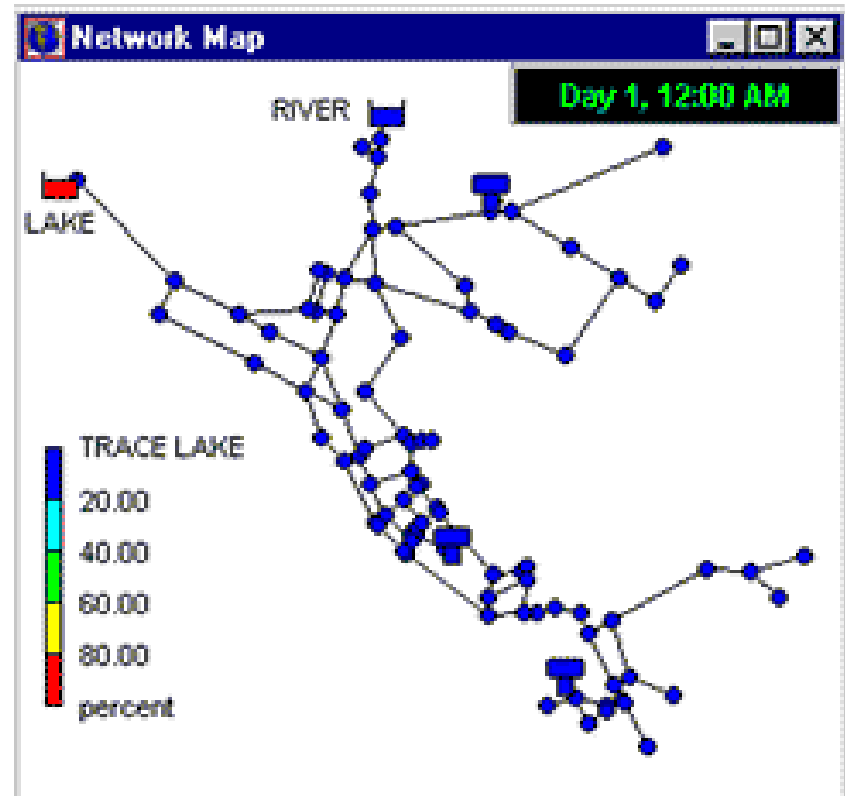 Network Map
Day 1, 12:00 AM
RIVER
LAKE
TRACE LAKE
20.00
40.00
60.00
80.00
percent